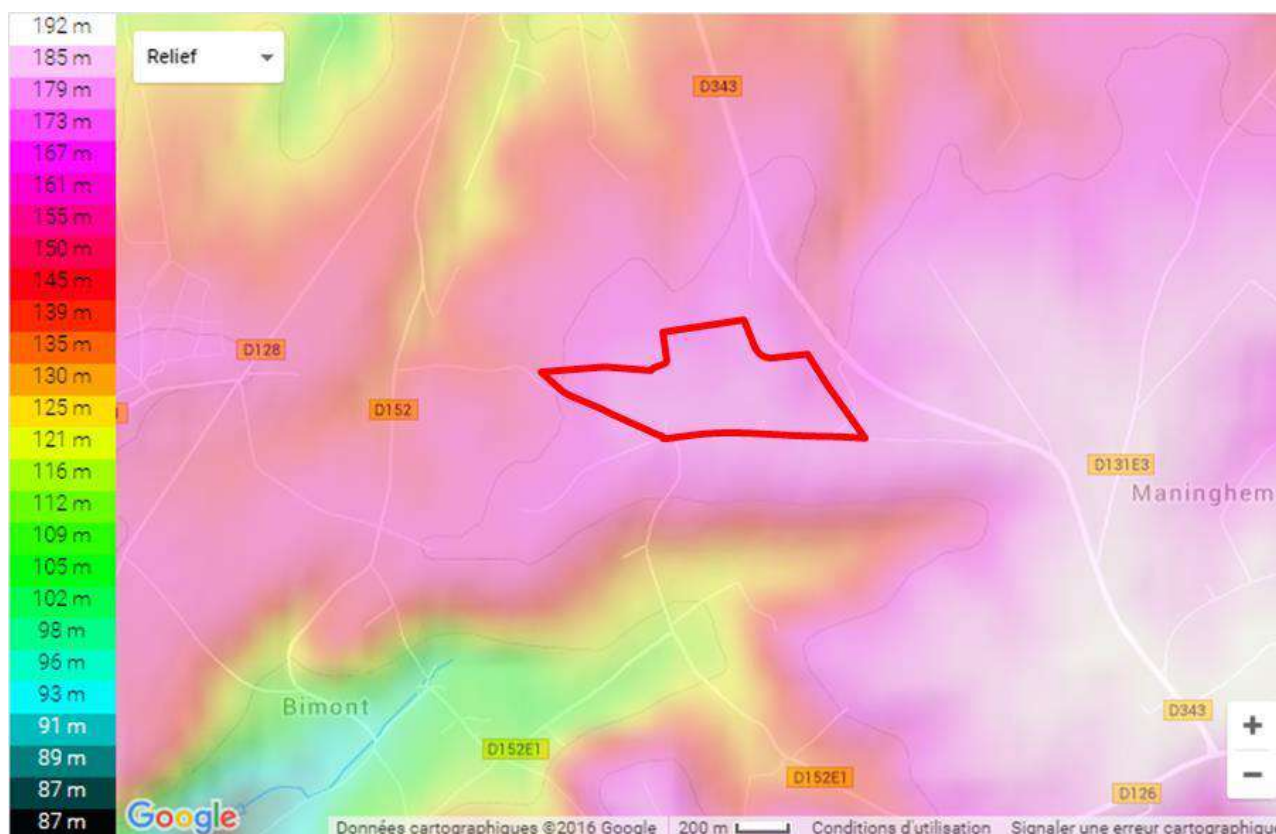 192 m
185 m
179 m
173 m
167 m
161 m
155 m
150 m
145 m
139 m
135 m
130 m
125 m
121 m
116 m
112 m
109 m
105 m
102 m
98 m
96 m
93 m
91 m
89 m
87 m
87 m
Relief
D343
D128
D152
D131E3
Maninghem
Bimont
D343
D152E1
D152E1
D126
+
−
Google
Données cartographiques ©2016 Google 200 m Conditions d'utilisation Signaler une erreur cartographique